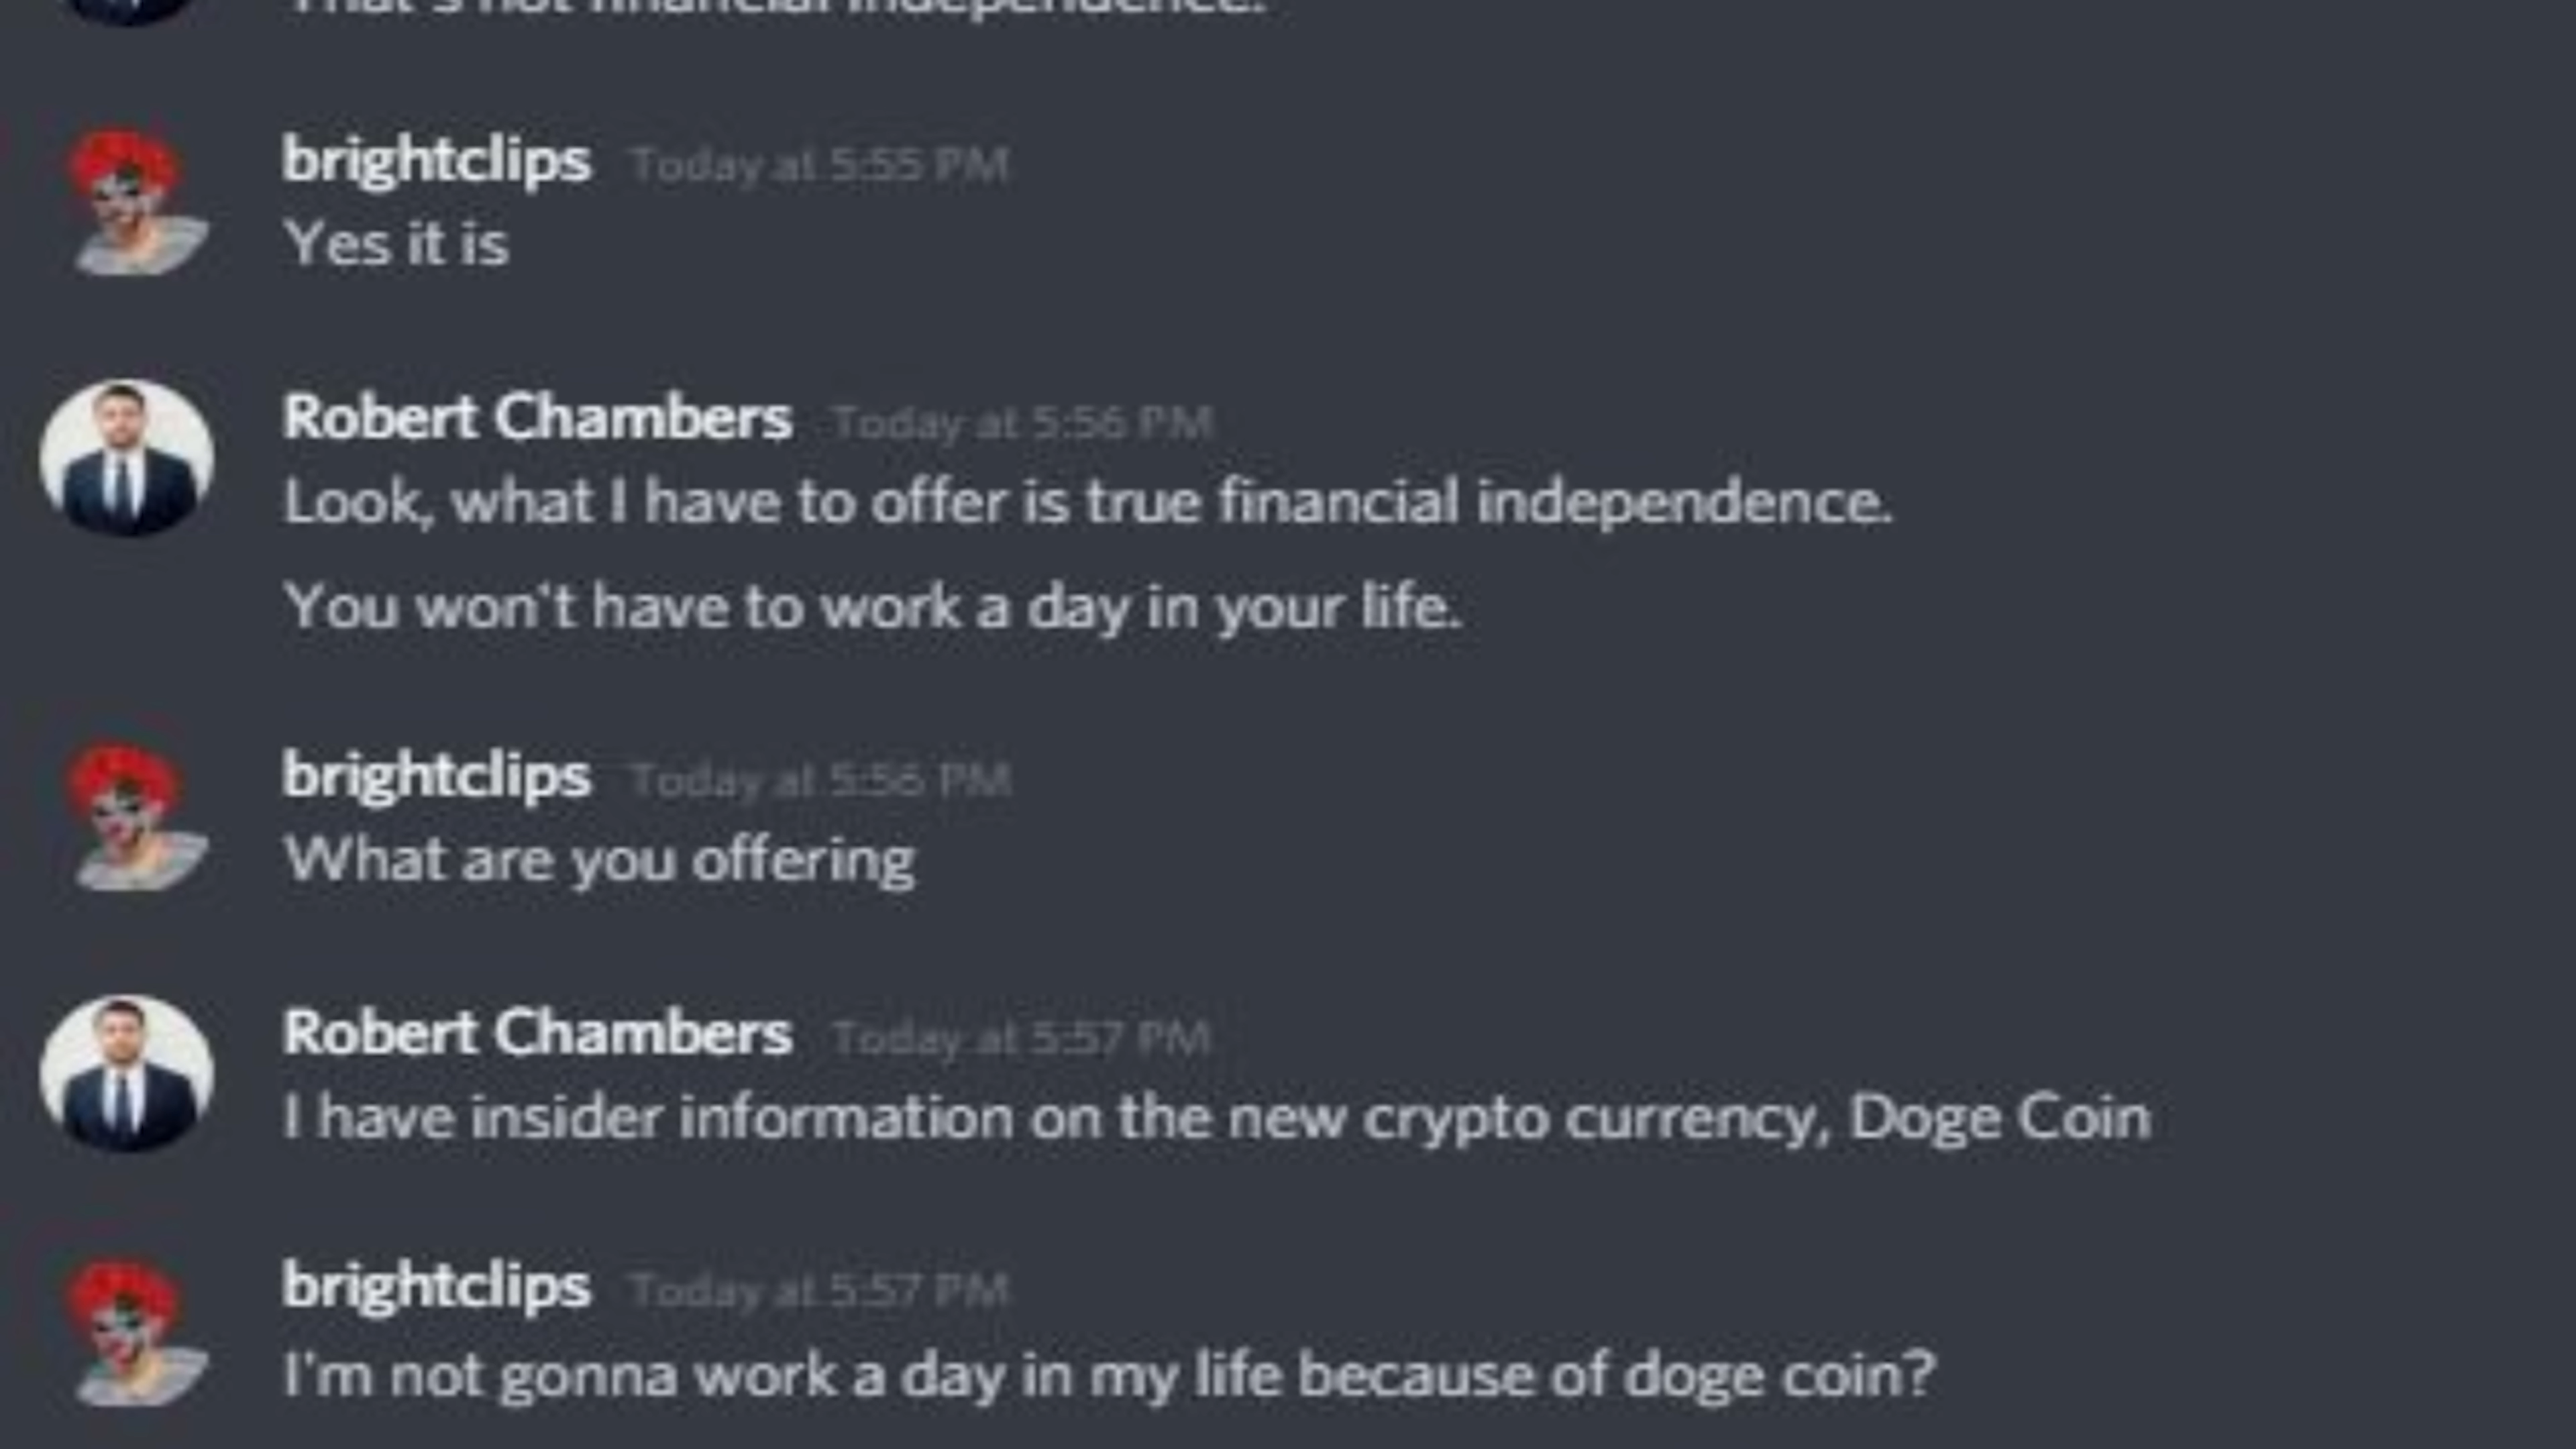 That's not financial independence.
brightclips Today at 5:55 PM
Yes it is
Robert Chambers Today at 5:56 PM
Look, what I have to offer is true financial independence.
You won't have to work a day in your life.
brightclips Today at 5:56 PM
What are you offering
Robert Chambers Today at 5:57 PM
I have insider information on the new crypto currency, Doge Coin
brightclips Today at 5:57 PM
I'm not gonna work a day in my life because of doge coin?